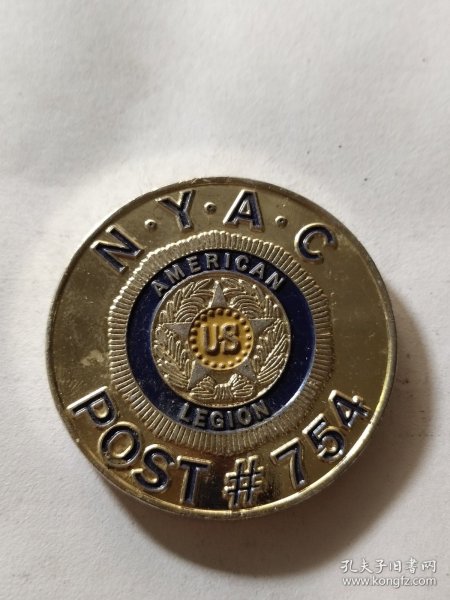 N·Y·A·C
AMERICAN
US
LEGION
POST #754
孔夫子旧书网
www.kongfz.com